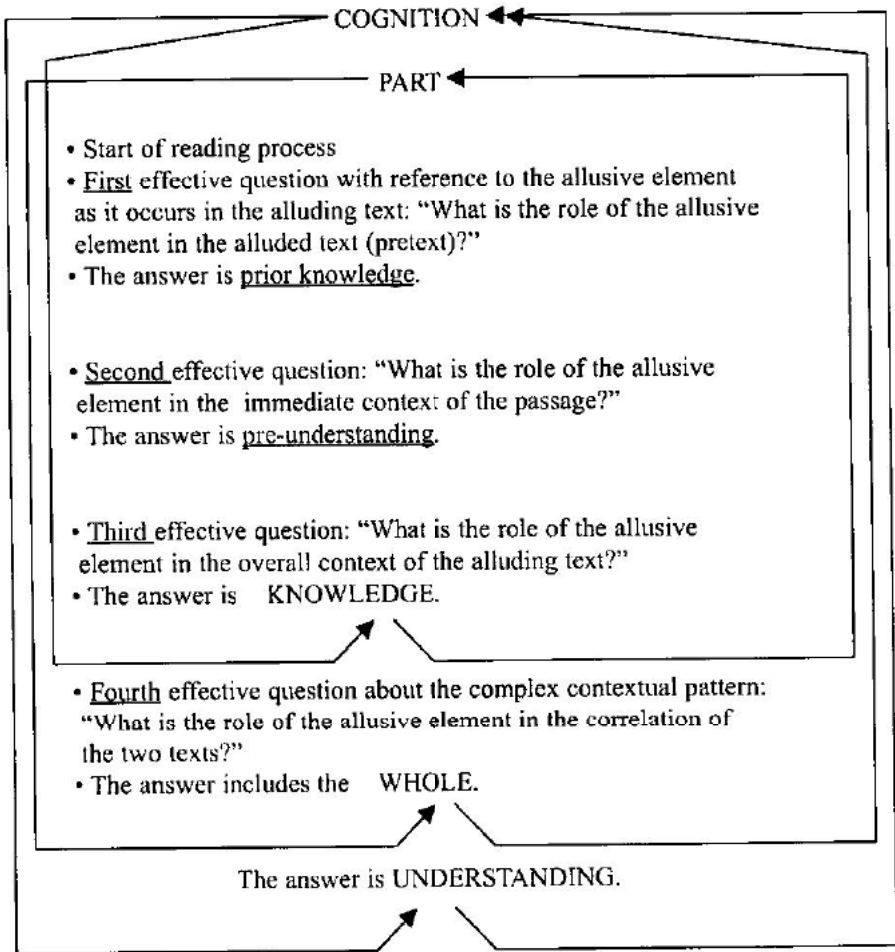 COGNITION
PART
• Start of reading process
• First effective question with reference to the allusive element
as it occurs in the alluding text: “What is the role of the allusive
element in the alluded text (pretext)?”
• The answer is prior knowledge.
• Second effective question: “What is the role of the allusive
element in the immediate context of the passage?”
• The answer is pre-understanding.
• Third effective question: “What is the role of the allusive
element in the overall context of the alluding text?”
• The answer is KNOWLEDGE.
• Fourth effective question about the complex contextual pattern:
“What is the role of the allusive element in the correlation of
the two texts?”
• The answer includes the WHOLE.
The answer is UNDERSTANDING.